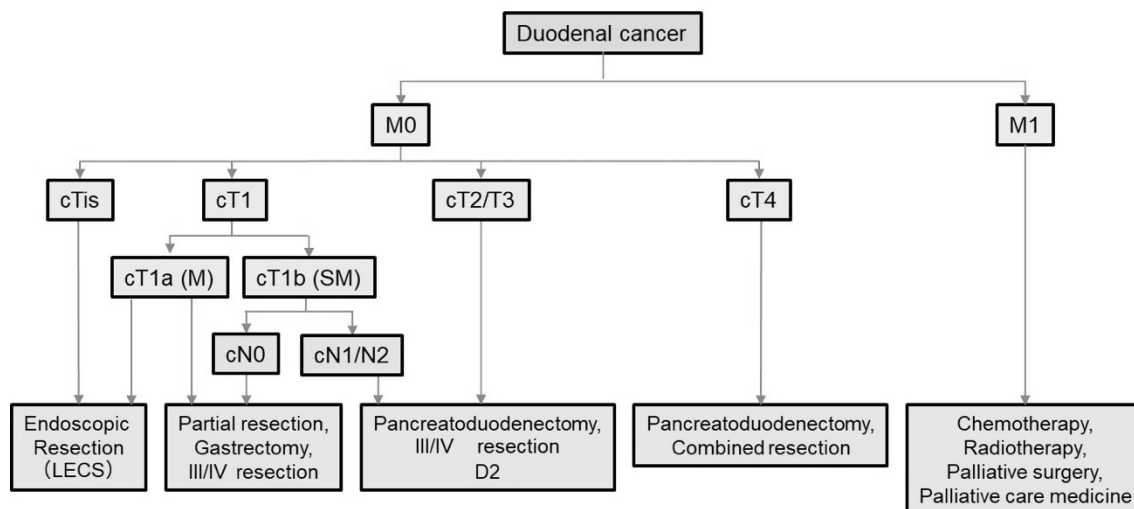 Duodenal cancer
M0
M1
cTis
cT1
cT2/T3
cT4
cT1a (M)
cT1b (SM)
cN0
cN1/N2
Endoscopic
Resection
(LECS)
Partial resection,
Gastrectomy,
III/IV resection
Pancreatoduodenectomy,
III/IV resection
D2
Pancreatoduodenectomy,
Combined resection
Chemotherapy,
Radiotherapy,
Palliative surgery,
Palliative care medicine